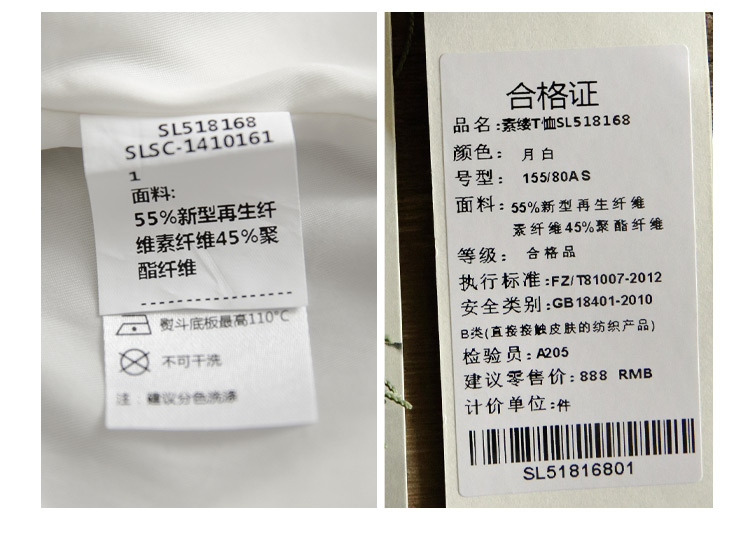 SL518168
SLSC-1410161
1
面料:
55%新型再生纤
维素纤维45%聚
酯纤维
熨斗底板最高110°C
不可干洗
注 建议分色洗涤
合格证
品名:素缕T恤SL518168
颜色: 月白
号型: 155/80AS
面料: 55%新型再生纤维
素纤维45%聚酯纤维
等级: 合格品
执行标准:FZ/T81007-2012
安全类别:GB18401-2010
B类(直接接触皮肤的纺织产品)
检验员: A205
建议零售价: 888 RMB
计价单位:件
SL51816801